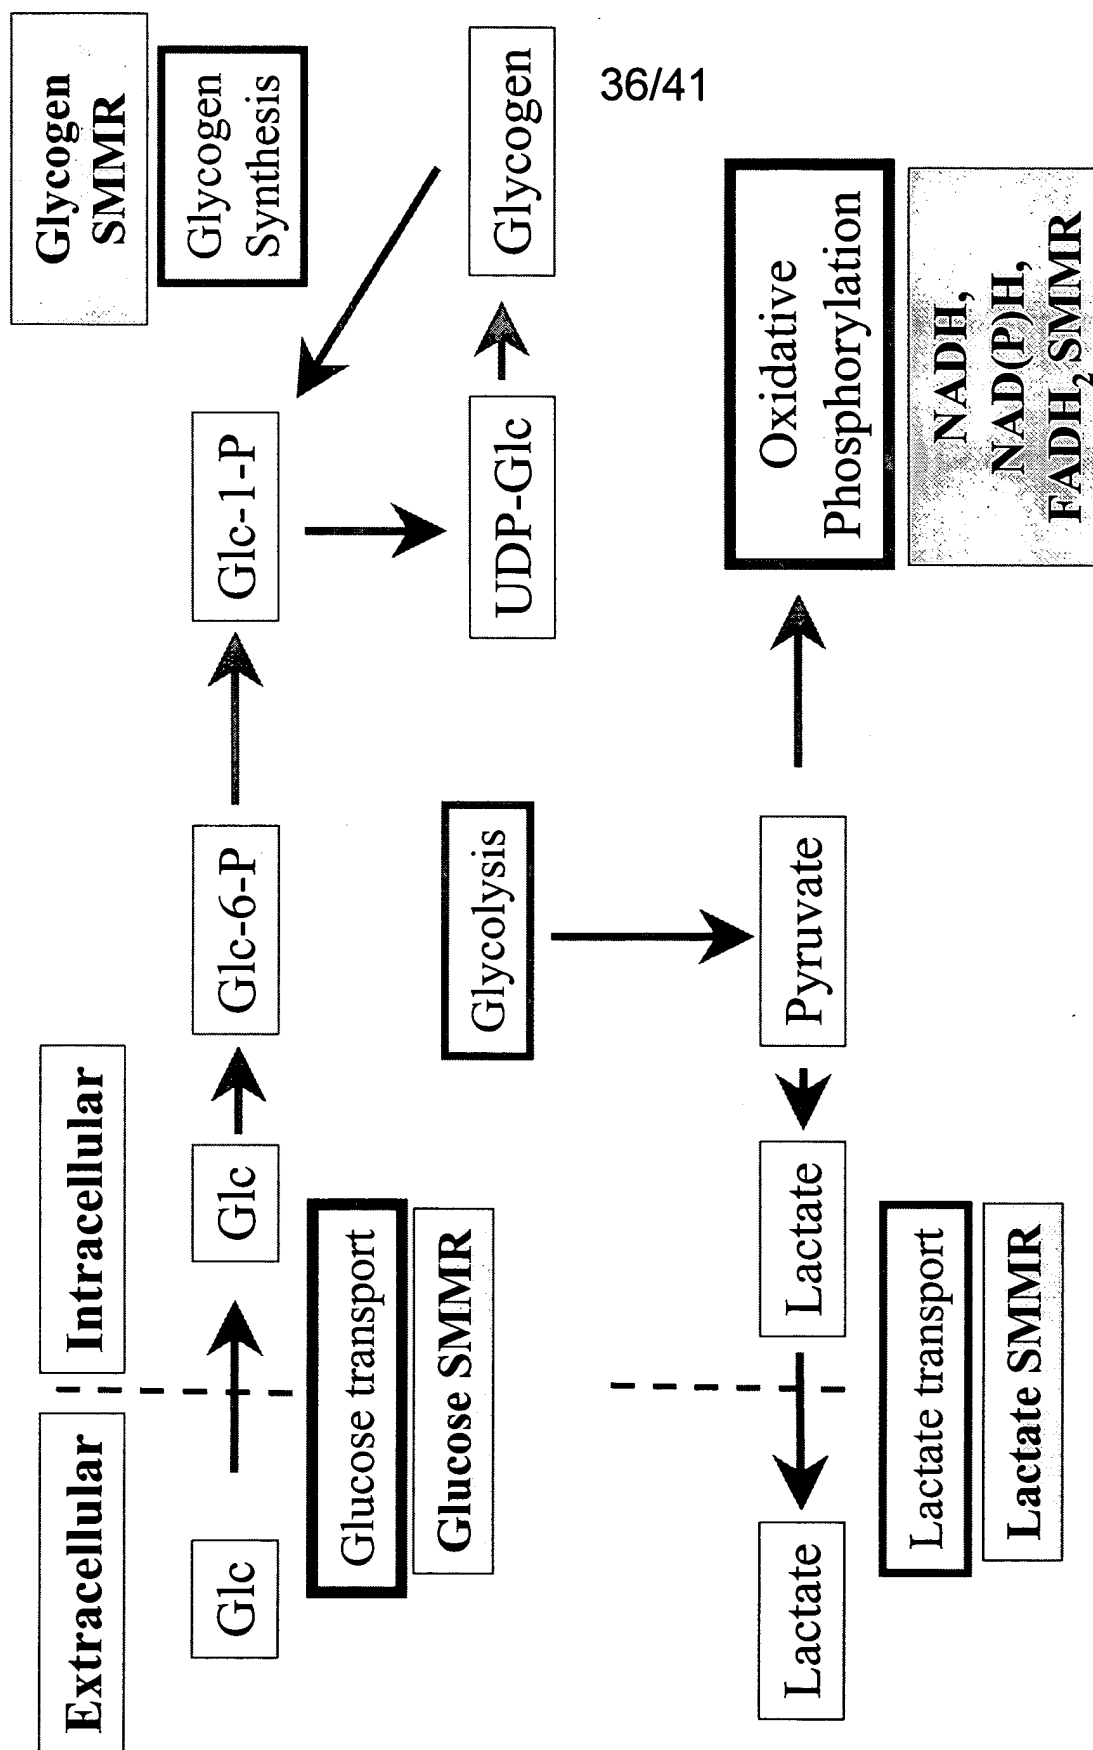 36/41
Extracellular
Intracellular
Glycogen
SMMR
Glycogen
Synthesis
Glc
Glc
Glc-6-P
Glc-1-P
Glucose transport
Glucose SMMR
Glycolysis
UDP-Glc
Glycogen
Lactate
Lactate
Pyruvate
Oxidative
Phosphorylation
Lactate transport
Lactate SMMR
NADH,
NAD(P)H,
FADH₂ SMMR